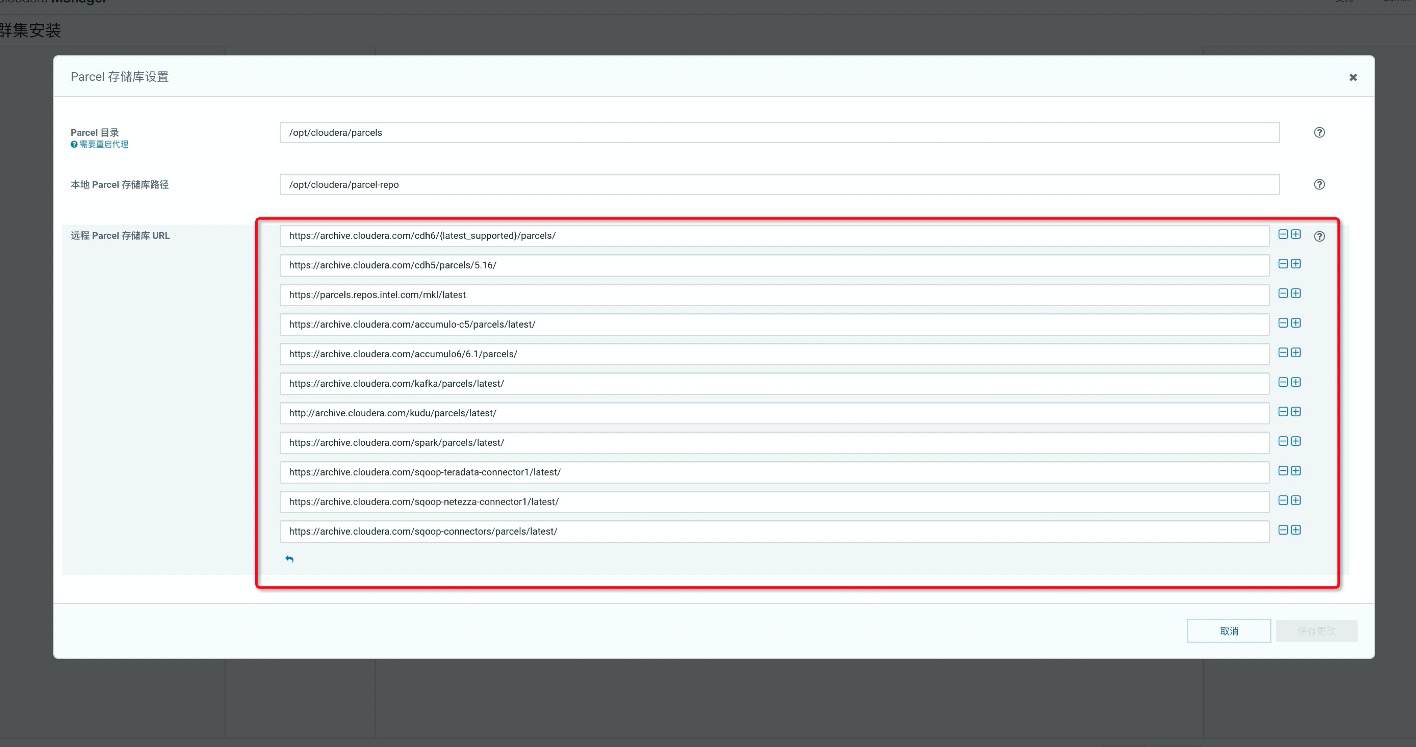 Manager
群集安装
Parcel 存储库设置
Parcel 目录
需要重启代理
/opt/cloudera/parcels
本地 Parcel 存储库路径
/opt/cloudera/parcel-repo
远程 Parcel 存储库 URL
https://archive.cloudera.com/cdh6/{latest_supported}/parcels/
https://archive.cloudera.com/cdh5/parcels/5.16/
https://parcels.repos.intel.com/mkl/latest
https://archive.cloudera.com/accumulo-c5/parcels/latest/
https://archive.cloudera.com/accumulo6/6.1/parcels/
https://archive.cloudera.com/kafka/parcels/latest/
http://archive.cloudera.com/kudu/parcels/latest/
https://archive.cloudera.com/spark/parcels/latest/
https://archive.cloudera.com/sqoop-teradata-connector1/latest/
https://archive.cloudera.com/sqoop-netezza-connector1/latest/
https://archive.cloudera.com/sqoop-connectors/parcels/latest/
取消
保存更改